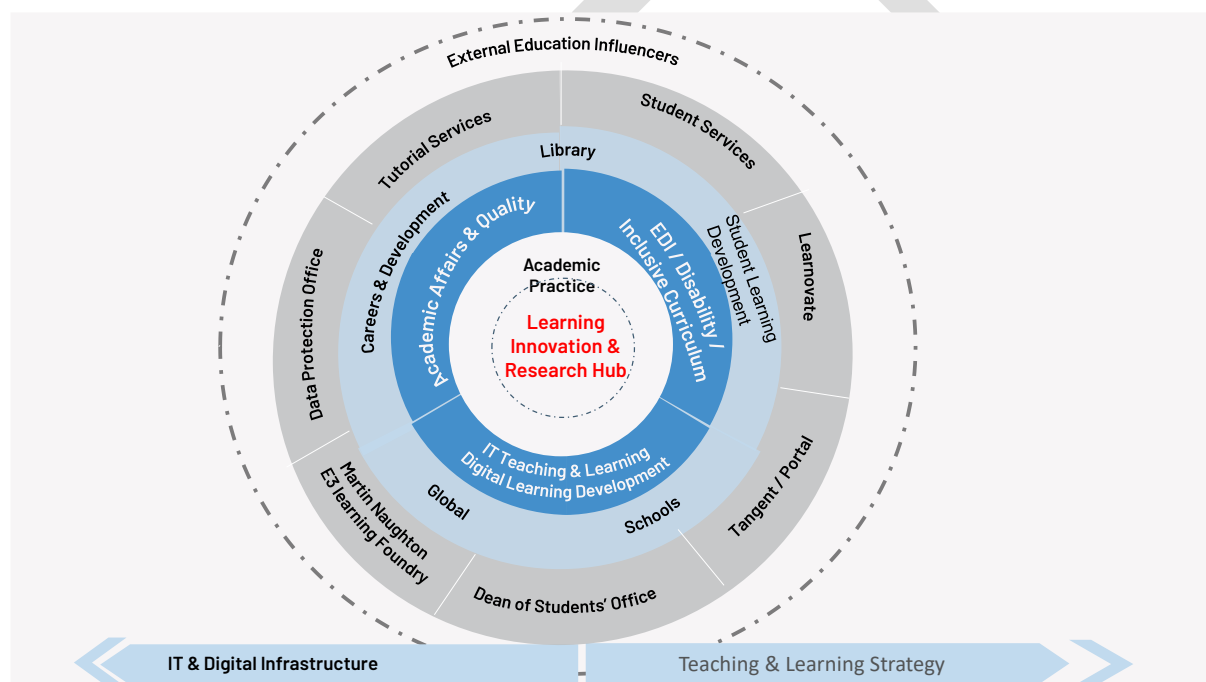 External Education Influencers
Student Services
Tutorial Services
Library
Careers & Development
Academic Affairs & Quality
EDI / Disability /
Inclusive Curriculum
Student Learning
Development
Learnovate
Data Protection Office
Academic
Practice
Learning
Innovation &
Research Hub
IT Teaching & Learning
Digital Learning Development
Tangent / Portal
Martin Naughton
E3 learning Foundry
Global
Schools
Dean of Students’ Office
IT & Digital Infrastructure
Teaching & Learning Strategy